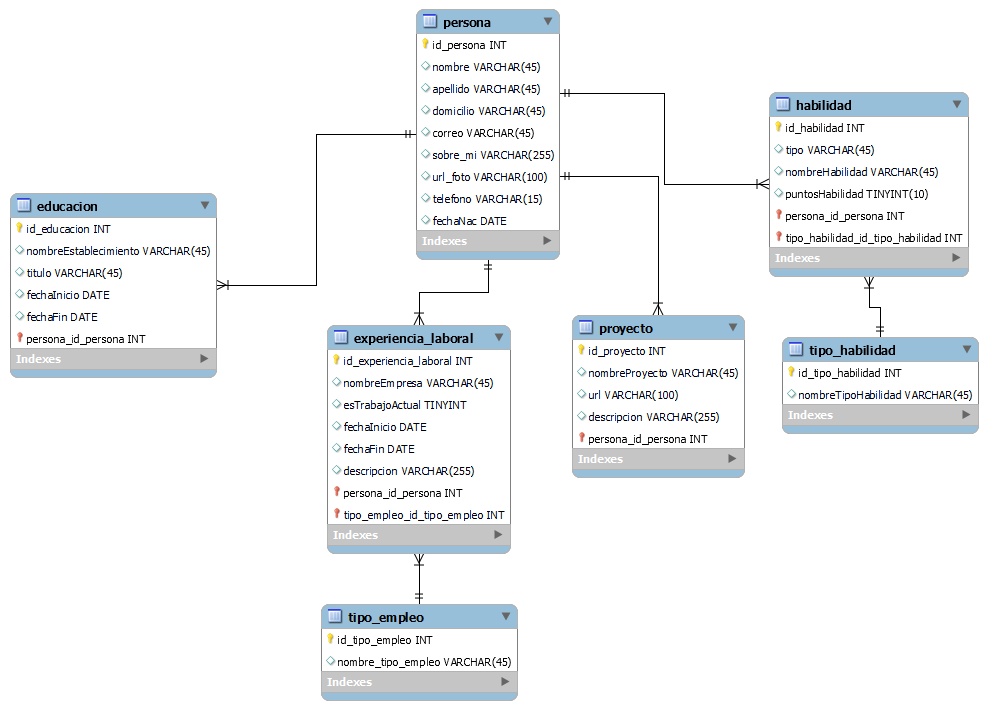 persona
id_persona INT
nombre VARCHAR(45)
apellido VARCHAR(45)
domicilio VARCHAR(45)
correo VARCHAR(45)
sobre_mi VARCHAR(255)
url_foto VARCHAR(100)
telefono VARCHAR(15)
fechaNac DATE
Indexes
habilidad
id_habilidad INT
tipo VARCHAR(45)
nombreHabilidad VARCHAR(45)
puntosHabilidad TINYINT(10)
persona_id_persona INT
tipo_habilidad_id_tipo_habilidad INT
Indexes
educacion
id_educacion INT
nombreEstablecimiento VARCHAR(45)
titulo VARCHAR(45)
fechaInicio DATE
fechaFin DATE
persona_id_persona INT
Indexes
experiencia_laboral
id_experiencia_laboral INT
nombreEmpresa VARCHAR(45)
esTrabajoActual TINYINT
fechaInicio DATE
fechaFin DATE
descripcion VARCHAR(255)
persona_id_persona INT
tipo_empleo_id_tipo_empleo INT
Indexes
proyecto
id_proyecto INT
nombreProyecto VARCHAR(45)
url VARCHAR(100)
descripcion VARCHAR(255)
persona_id_persona INT
Indexes
tipo_habilidad
id_tipo_habilidad INT
nombreTipoHabilidad VARCHAR(45)
Indexes
tipo_empleo
id_tipo_empleo INT
nombre_tipo_empleo VARCHAR(45)
Indexes